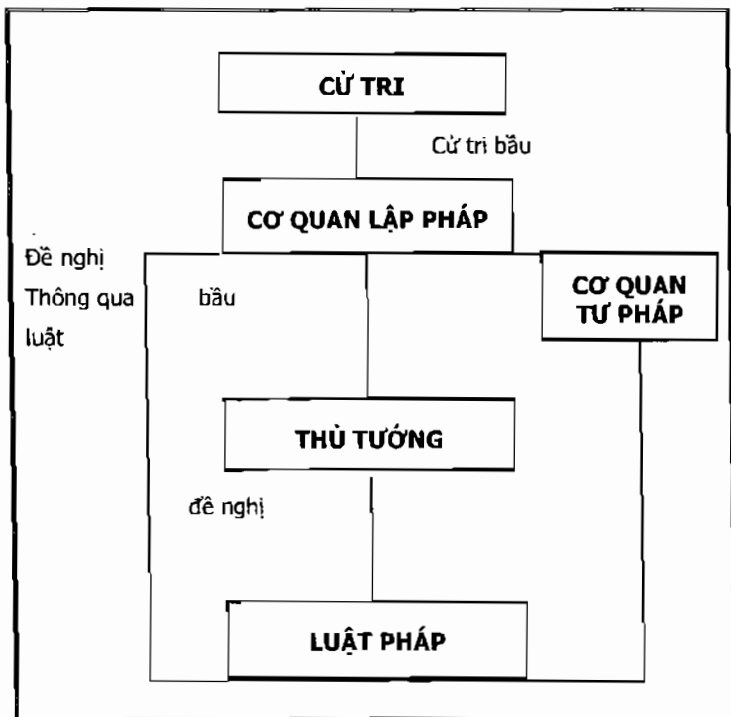 CỬ TRI
Cử tri bầu
CƠ QUAN LẬP PHÁP
Đề nghị
Thông qua
luật
bầu
CƠ QUAN
TƯ PHÁP
THỦ TƯỚNG
đề nghị
LUẬT PHÁP